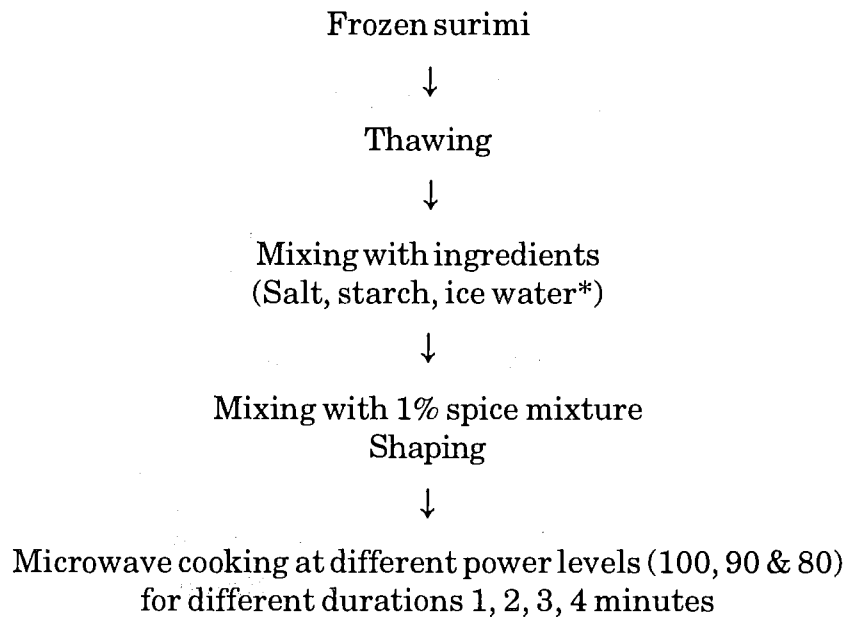 Frozen surimi
↓
Thawing
↓
Mixing with ingredients
(Salt, starch, ice water*)
↓
Mixing with 1% spice mixture
Shaping
↓
Microwave cooking at different power levels (100, 90 & 80)
for different durations 1, 2, 3, 4 minutes